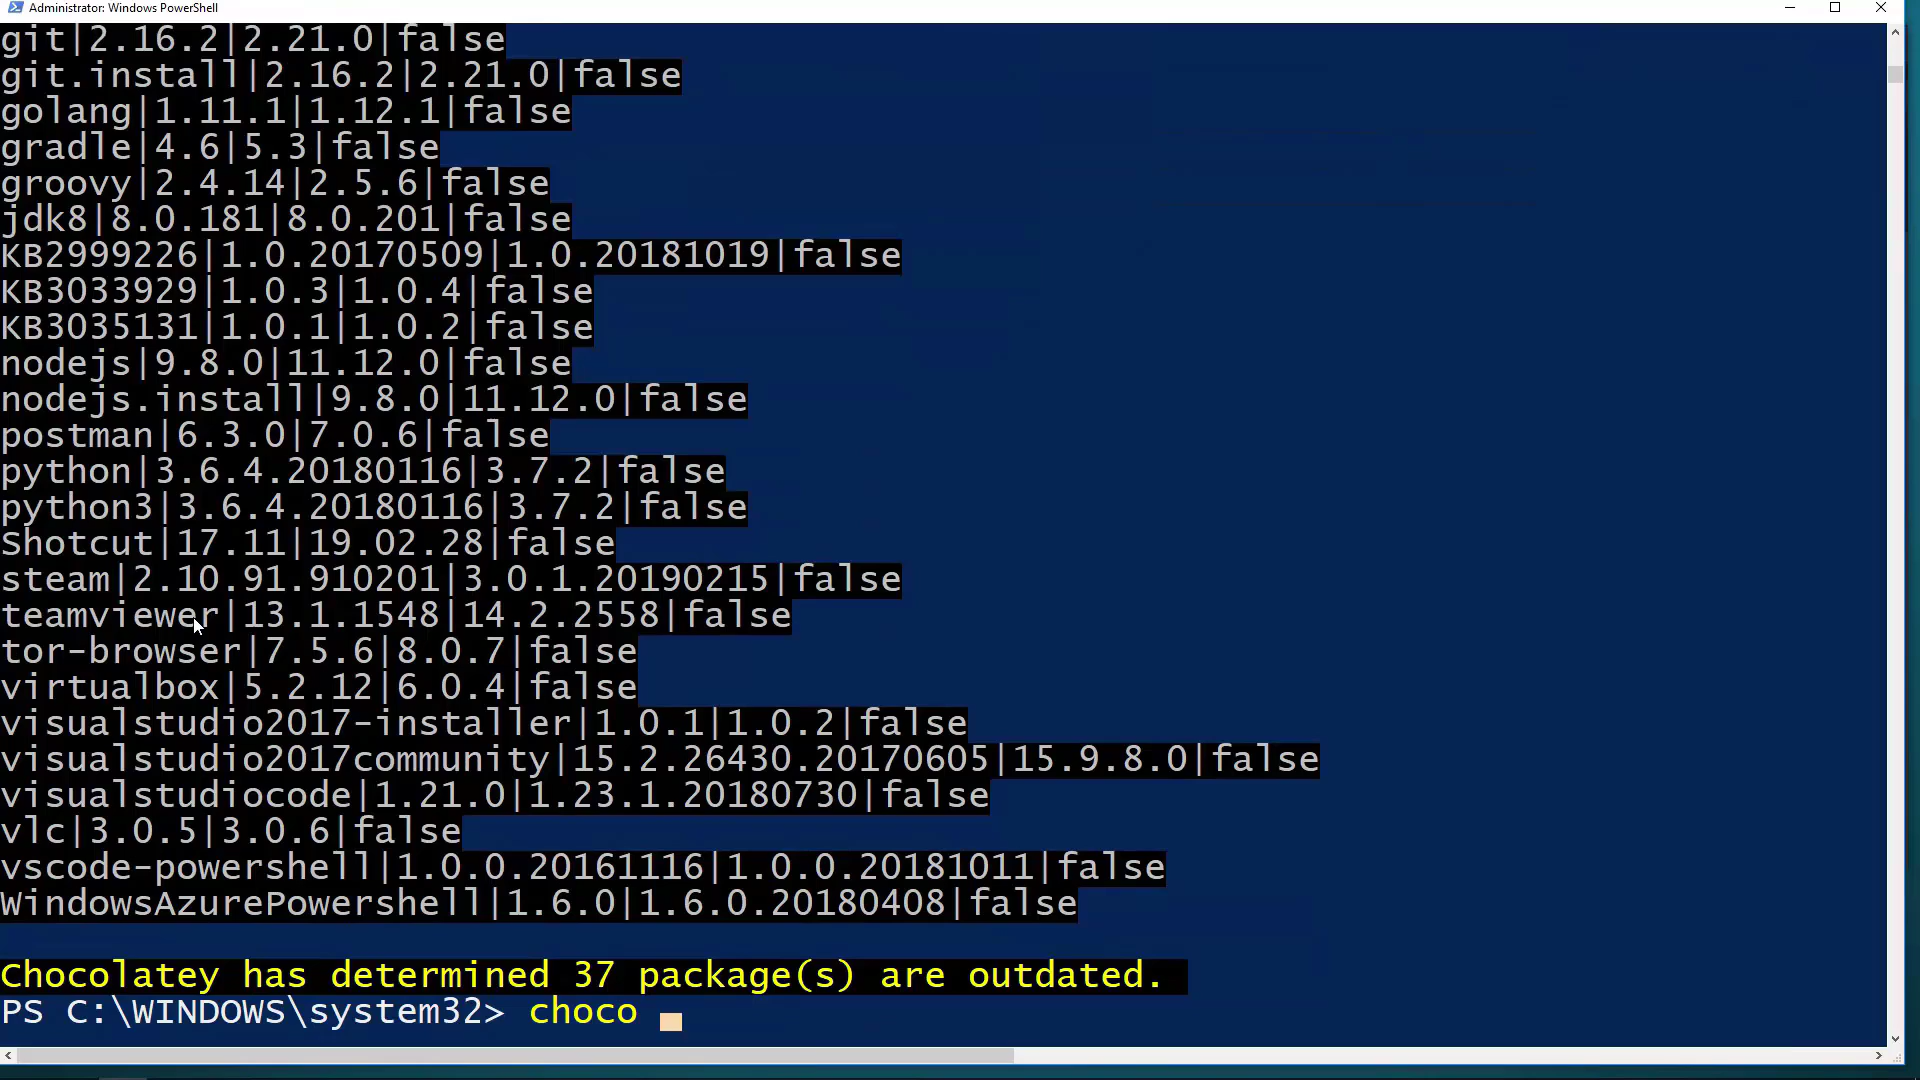 Administrator: Windows PowerShell
git|2.16.2|2.21.0|false
git.install|2.16.2|2.21.0|false
golang|1.11.1|1.12.1|false
gradle|4.6|5.3|false
groovy|2.4.14|2.5.6|false
jdk8|8.0.181|8.0.201|false
KB2999226|1.0.20170509|1.0.20181019|false
KB3033929|1.0.3|1.0.4|false
KB3035131|1.0.1|1.0.2|false
nodejs|9.8.0|11.12.0|false
nodejs.install|9.8.0|11.12.0|false
postman|6.3.0|7.0.6|false
python|3.6.4.20180116|3.7.2|false
python3|3.6.4.20180116|3.7.2|false
Shotcut|17.11|19.02.28|false
steam|2.10.91.910201|3.0.1.20190215|false
teamviewer|13.1.1548|14.2.2558|false
tor-browser|7.5.6|8.0.7|false
virtualbox|5.2.12|6.0.4|false
visualstudio2017-installer|1.0.1|1.0.2|false
visualstudio2017community|15.2.26430.20170605|15.9.8.0|false
visualstudiocode|1.21.0|1.23.1.20180730|false
vlc|3.0.5|3.0.6|false
vscode-powershell|1.0.0.20161116|1.0.0.20181011|false
WindowsAzurePowershell|1.6.0|1.6.0.20180408|false
Chocolatey has determined 37 package(s) are outdated.
PS C:\WINDOWS\system32> choco